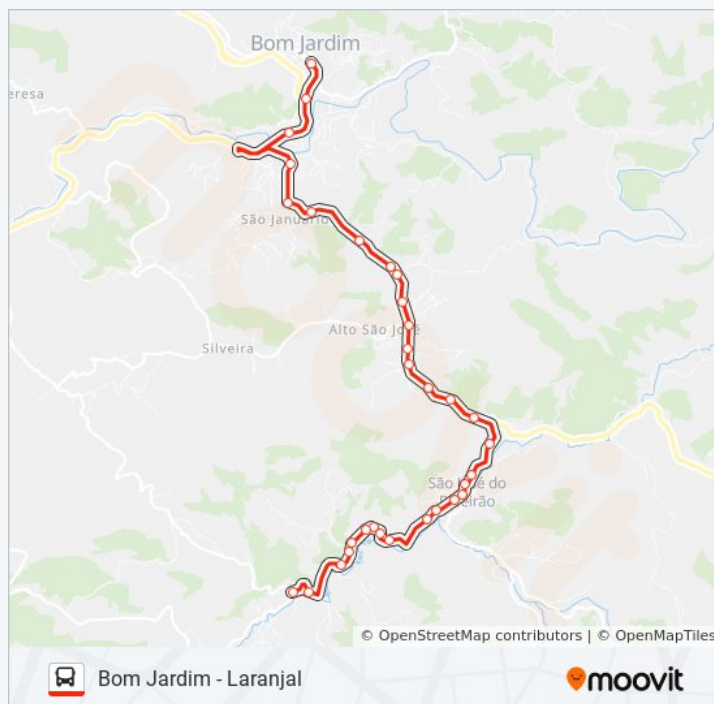 Bom Jardim
eresa
São Januário
Alto São José
Silveira
São José do
Ribeirão
© OpenStreetMap contributors | © OpenMapTiles
Bom Jardim - Laranjal
moovit